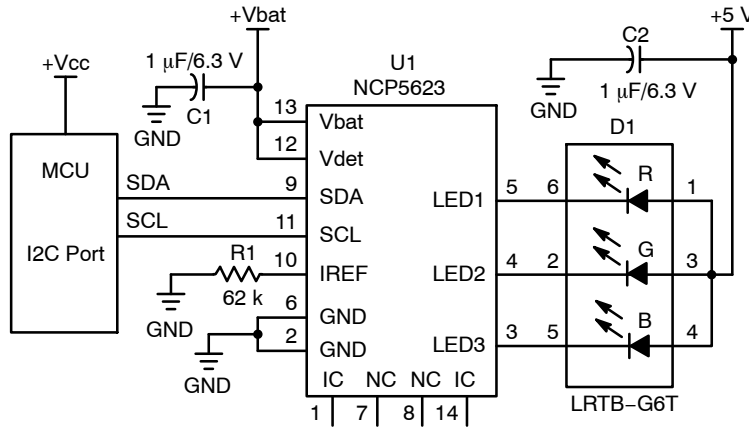 +Vbat
+5 V
C2
U1
1 µF/6.3 V
NCP5623
+Vcc
GND
1 µF/6.3 V
GND
C1
13
Vbat
D1
12
Vdet
MCU
SDA
9
SDA
LED1
5
6
R
1
SCL
11
SCL
I2C Port
R1
10
IREF
LED2
4
2
G
3
62 k
GND
6
GND
2
GND
LED3
3
5
B
4
GND
IC
NC
NC
IC
LRTB–G6T
1
7
8
14